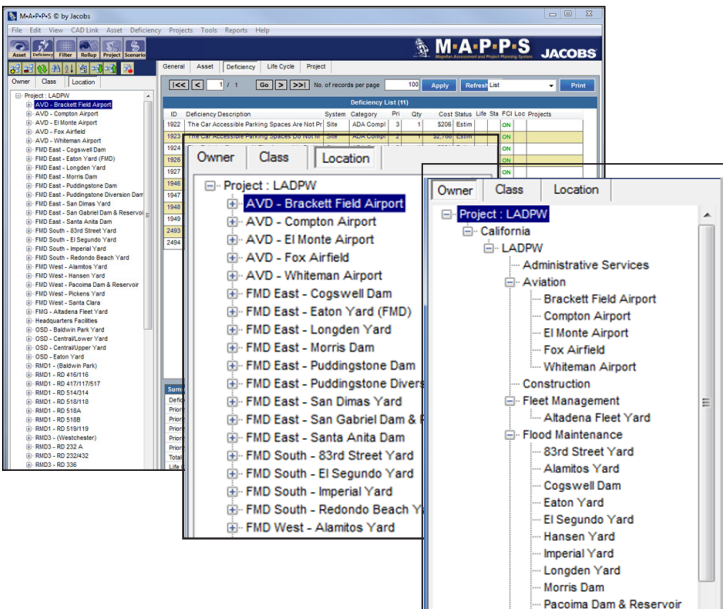 M•A•P•P•S © by Jacobs
File Edit View CAD Link Asset Deficiency Projects Tools Reports Help
Asset Deficiency Filter Rollup Project Scenario
M•A•P•P•S JACOBS
Owner Class Location
General Asset Deficiency Life Cycle Project
|<< < 1 / 1 Go > >>| No. of records per page 100 Apply Refresh List Print
Deficiency List (11)
ID Deficiency Description System Category Pri Qty Cost Status Life Sta FCI Loc Projects
1922 The Car Accessible Parking Spaces Are Not Pr Site ADA Compl 3 1 $206 Estim ON
1923
1924
1926
1927
1946
1947
1948
1949
2493
2494
Project : LADPW
AVD - Brackett Field Airport
AVD - Compton Airport
AVD - El Monte Airport
AVD - Fox Airfield
AVD - Whiteman Airport
FMD East - Cogswell Dam
FMD East - Eaton Yard (FMD)
FMD East - Longden Yard
FMD East - Morris Dam
FMD East - Puddingstone Dam
FMD East - Puddingstone Diversion Dam
FMD East - San Dimas Yard
FMD East - San Gabriel Dam & Reservoi
FMD East - Santa Anita Dam
FMD South - 83rd Street Yard
FMD South - El Segundo Yard
FMD South - Imperial Yard
FMD South - Redondo Beach Yard
FMD West - Alamitos Yard
FMD West - Hansen Yard
FMD West - Pacoima Dam & Reservoir
FMD West - Pickens Yard
FMD West - Santa Clara
FMG - Altadena Fleet Yard
Headquarters Facilities
OSD - Baldwin Park Yard
OSD - Central/Lower Yard
OSD - Central/Upper Yard
OSD - Eaton Yard
RMD1 - (Baldwin Park)
RMD1 - RD 416/116
RMD1 - RD 417/117/517
RMD1 - RD 514/314
RMD1 - RD 518/118
RMD1 - RD 518A
RMD1 - RD 518B
RMD1 - RD 519/119
RMD3 - (Westchester)
RMD3 - RD 232 A
RMD3 - RD 232/432
RMD3 - RD 336
Owner Class Location
Project : LADPW
AVD - Brackett Field Airport
AVD - Compton Airport
AVD - El Monte Airport
AVD - Fox Airfield
AVD - Whiteman Airport
FMD East - Cogswell Dam
FMD East - Eaton Yard (FMD)
FMD East - Longden Yard
FMD East - Morris Dam
FMD East - Puddingstone Dam
FMD East - Puddingstone Divers
FMD East - San Dimas Yard
FMD East - San Gabriel Dam & R
FMD East - Santa Anita Dam
FMD South - 83rd Street Yard
FMD South - El Segundo Yard
FMD South - Imperial Yard
FMD South - Redondo Beach Y
FMD West - Alamitos Yard
Owner Class Location
Project : LADPW
California
LADPW
Administrative Services
Aviation
Brackett Field Airport
Compton Airport
El Monte Airport
Fox Airfield
Whiteman Airport
Construction
Fleet Management
Altadena Fleet Yard
Flood Maintenance
83rd Street Yard
Alamitos Yard
Cogswell Dam
Eaton Yard
El Segundo Yard
Hansen Yard
Imperial Yard
Longden Yard
Morris Dam
Pacoima Dam & Reservoir